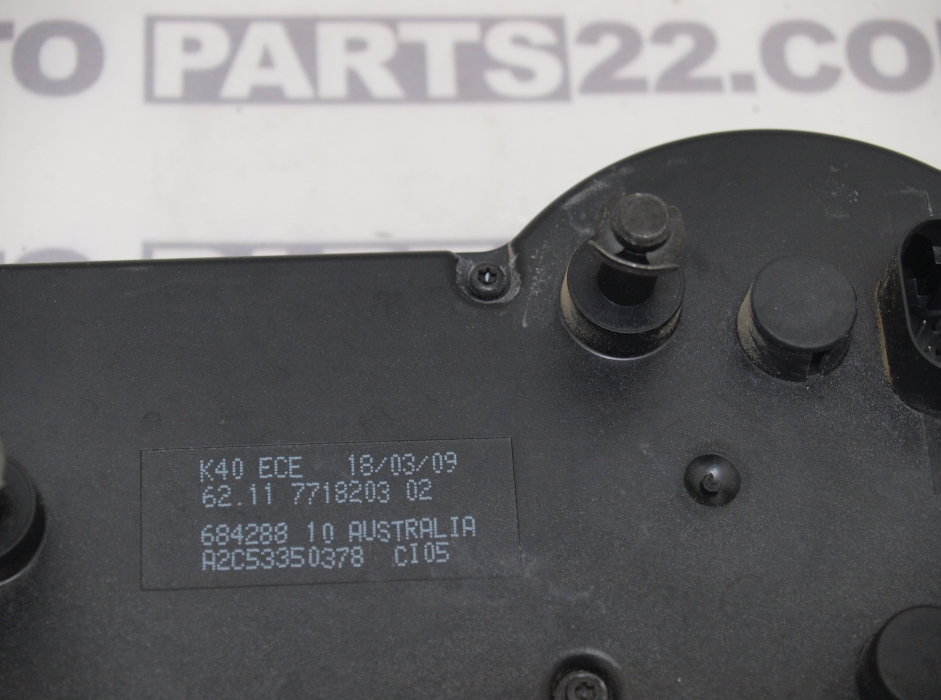 TO PARTS22.CO
K40 ECE 18/03/09
62.11 7718203 02
684288 10 AUSTRALIA
A2C53350378 CI05